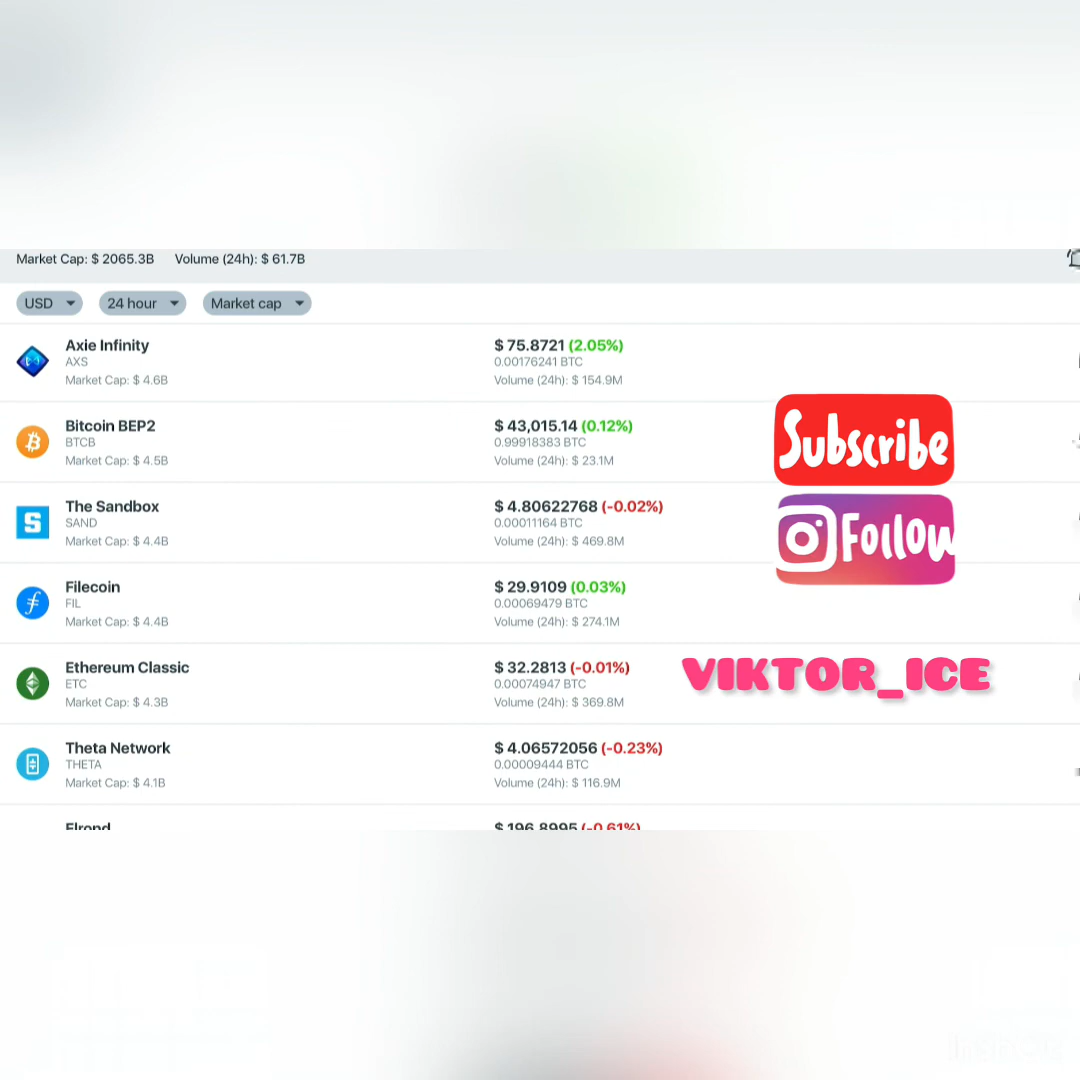 Market Cap: $ 2065.3B Volume (24h): $ 61.7B
USD 24 hour Market cap
Axie Infinity $ 75.8721 (2.05%)
AXS 0.00176241 BTC
Market Cap: $ 4.6B Volume (24h): $ 154.9M
Bitcoin BEP2 $ 43,015.14 (0.12%)
BTCB 0.99918383 BTC
Market Cap: $ 4.5B Volume (24h): $ 23.1M
Subscribe
The Sandbox $ 4.80622768 (-0.02%)
SAND 0.00011164 BTC
Market Cap: $ 4.4B Volume (24h): $ 469.8M
Follow
Filecoin $ 29.9109 (0.03%)
FIL 0.00069479 BTC
Market Cap: $ 4.4B Volume (24h): $ 274.1M
Ethereum Classic $ 32.2813 (-0.01%)
ETC 0.00074947 BTC
Market Cap: $ 4.3B Volume (24h): $ 369.8M
VIKTOR_ICE
Theta Network $ 4.06572056 (-0.23%)
THETA 0.00009444 BTC
Market Cap: $ 4.1B Volume (24h): $ 116.9M
Elrond $ 196.8995 (-0.61%)